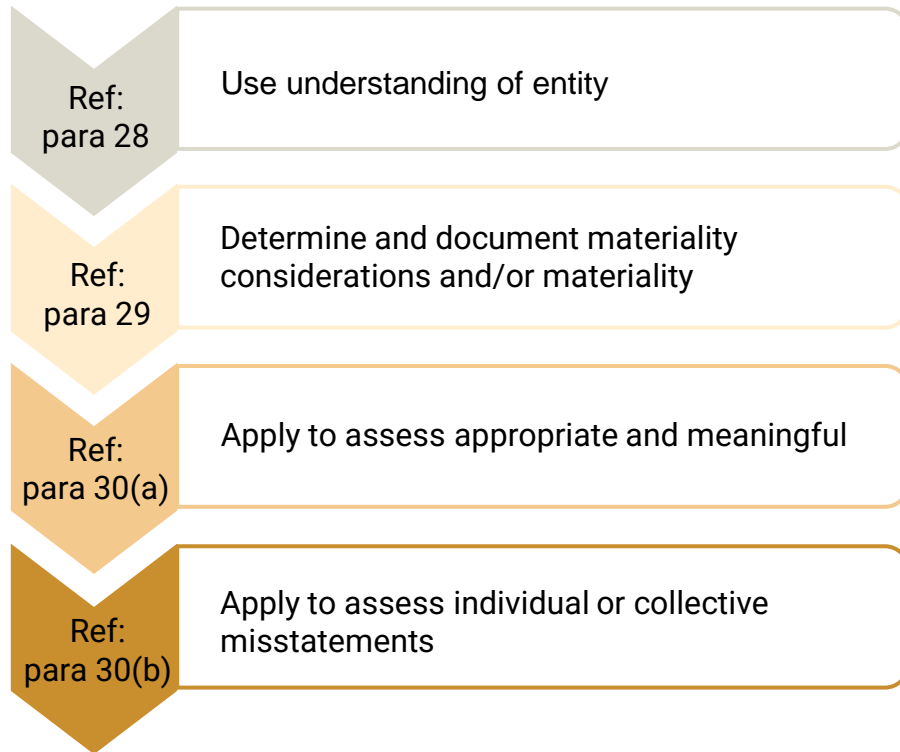 Ref:
para 28
Use understanding of entity
Ref:
para 29
Determine and document materiality
considerations and/or materiality
Ref:
para 30(a)
Apply to assess appropriate and meaningful
Ref:
para 30(b)
Apply to assess individual or collective
misstatements